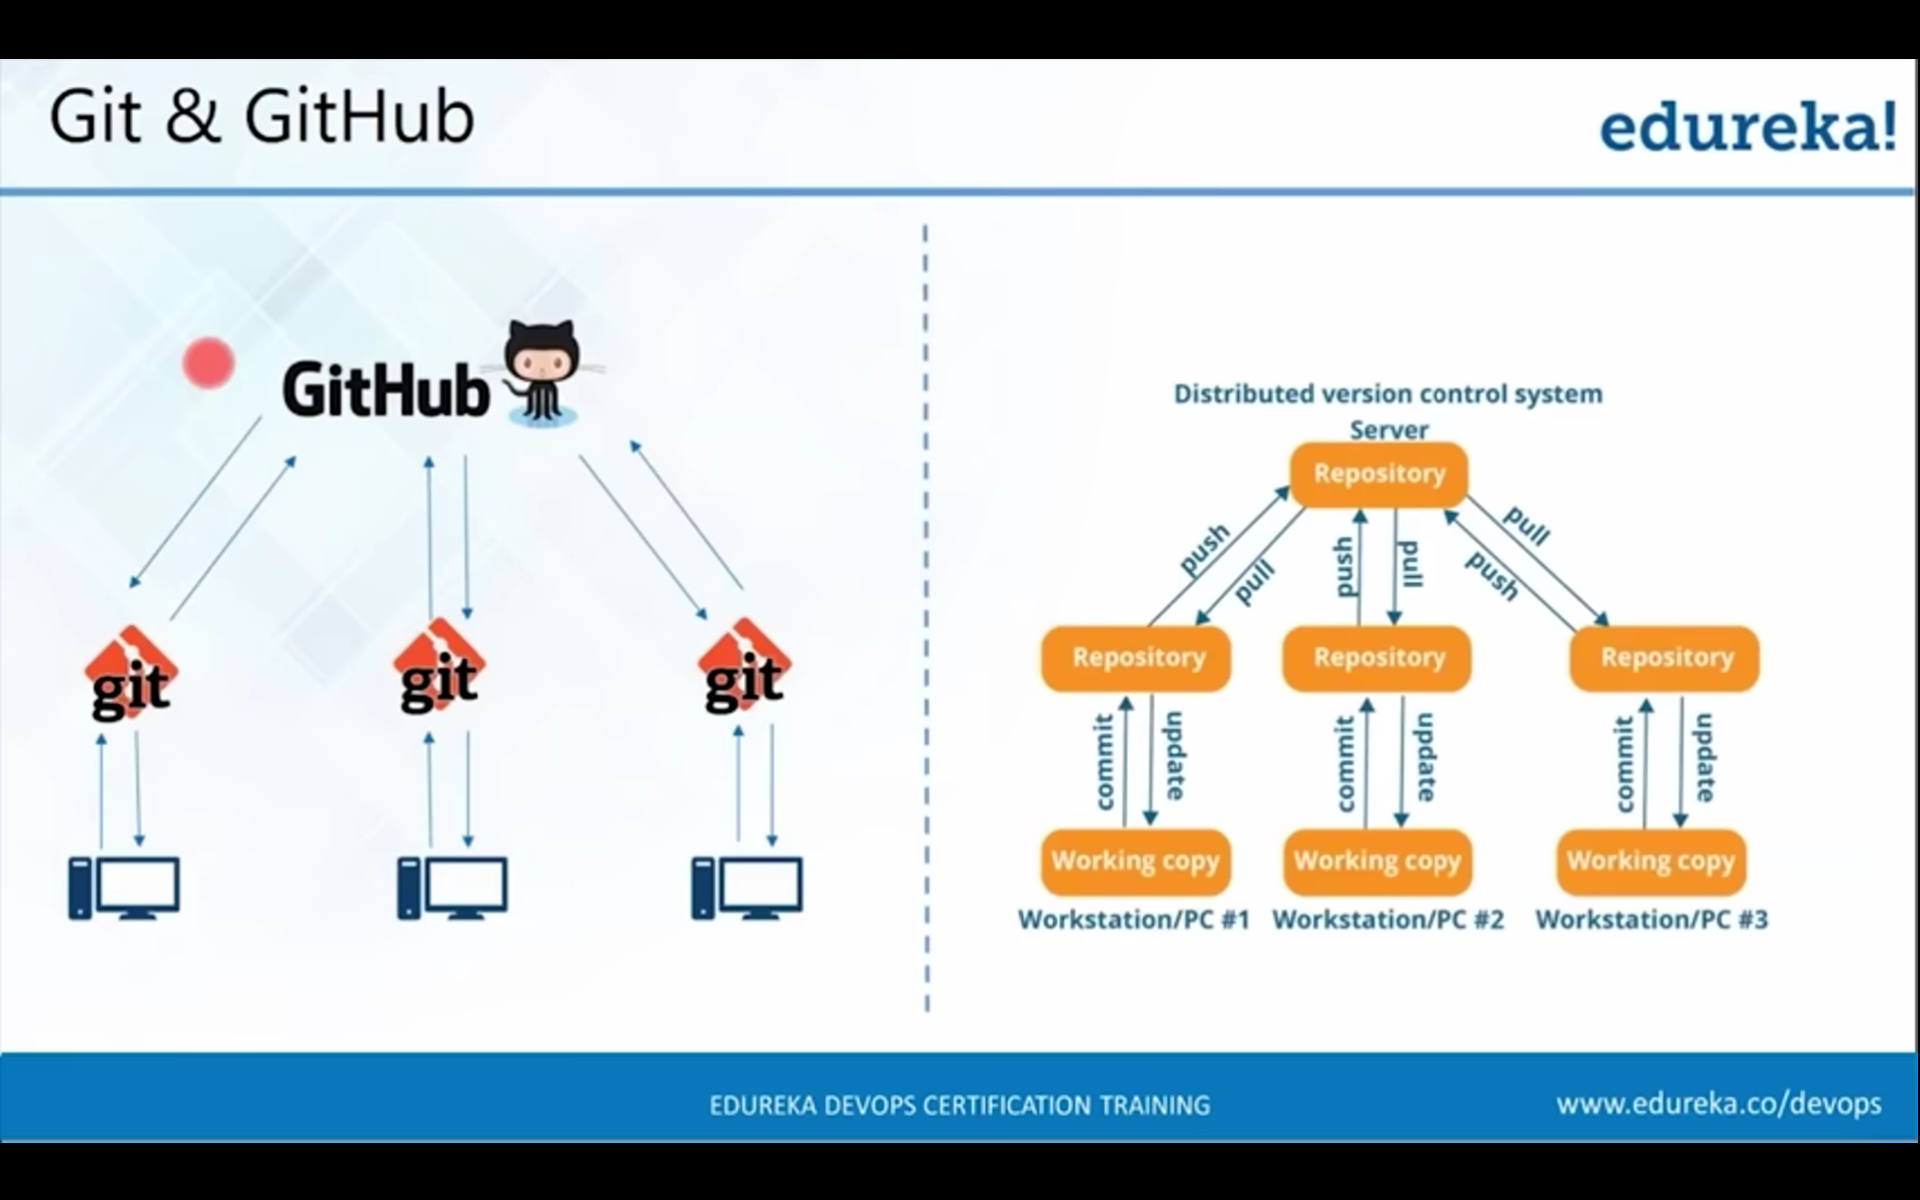 Git & GitHub
edureka!
GitHub
git
git
git
Distributed version control system
Server
Repository
push
pull
push
pull
push
pull
Repository
Repository
Repository
commit
update
commit
update
commit
update
Working copy
Working copy
Working copy
Workstation/PC #1
Workstation/PC #2
Workstation/PC #3
EDUREKA DEVOPS CERTIFICATION TRAINING
www.edureka.co/devops